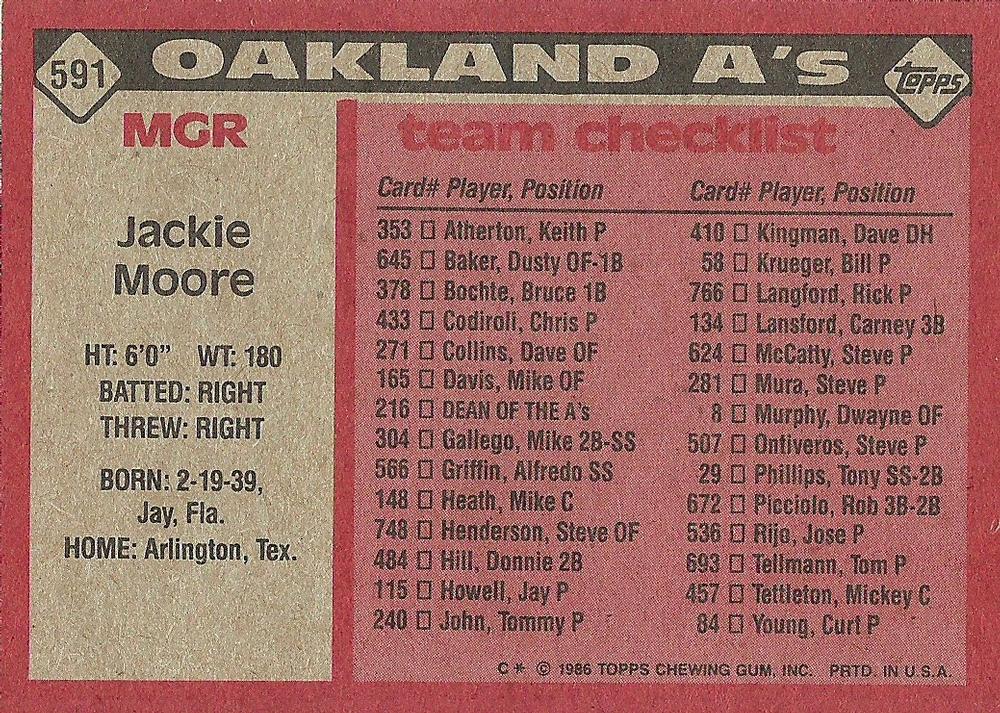 591 OAKLAND A's TOPPS
MGR
Jackie
Moore
HT: 6'0" WT: 180
BATTED: RIGHT
THREW: RIGHT
BORN: 2-19-39,
Jay, Fla.
HOME: Arlington, Tex.
team checklist
Card# Player, Position
353 □ Atherton, Keith P
645 □ Baker, Dusty OF-1B
378 □ Bochte, Bruce 1B
433 □ Codiroli, Chris P
271 □ Collins, Dave OF
165 □ Davis, Mike OF
216 □ DEAN OF THE A's
304 □ Gallego, Mike 2B-SS
566 □ Griffin, Alfredo SS
148 □ Heath, Mike C
748 □ Henderson, Steve OF
484 □ Hill, Donnie 2B
115 □ Howell, Jay P
240 □ John, Tommy P
Card# Player, Position
410 □ Kingman, Dave DH
58 □ Krueger, Bill P
766 □ Langford, Rick P
134 □ Lansford, Carney 3B
624 □ McCatty, Steve P
281 □ Mura, Steve P
8 □ Murphy, Dwayne OF
507 □ Ontiveros, Steve P
29 □ Phillips, Tony SS-2B
672 □ Picciolo, Rob 3B-2B
536 □ Rijo, Jose P
693 □ Tellmann, Tom P
457 □ Tettleton, Mickey C
84 □ Young, Curt P
C* © 1986 TOPPS CHEWING GUM, INC. PRTD. IN U.S.A.